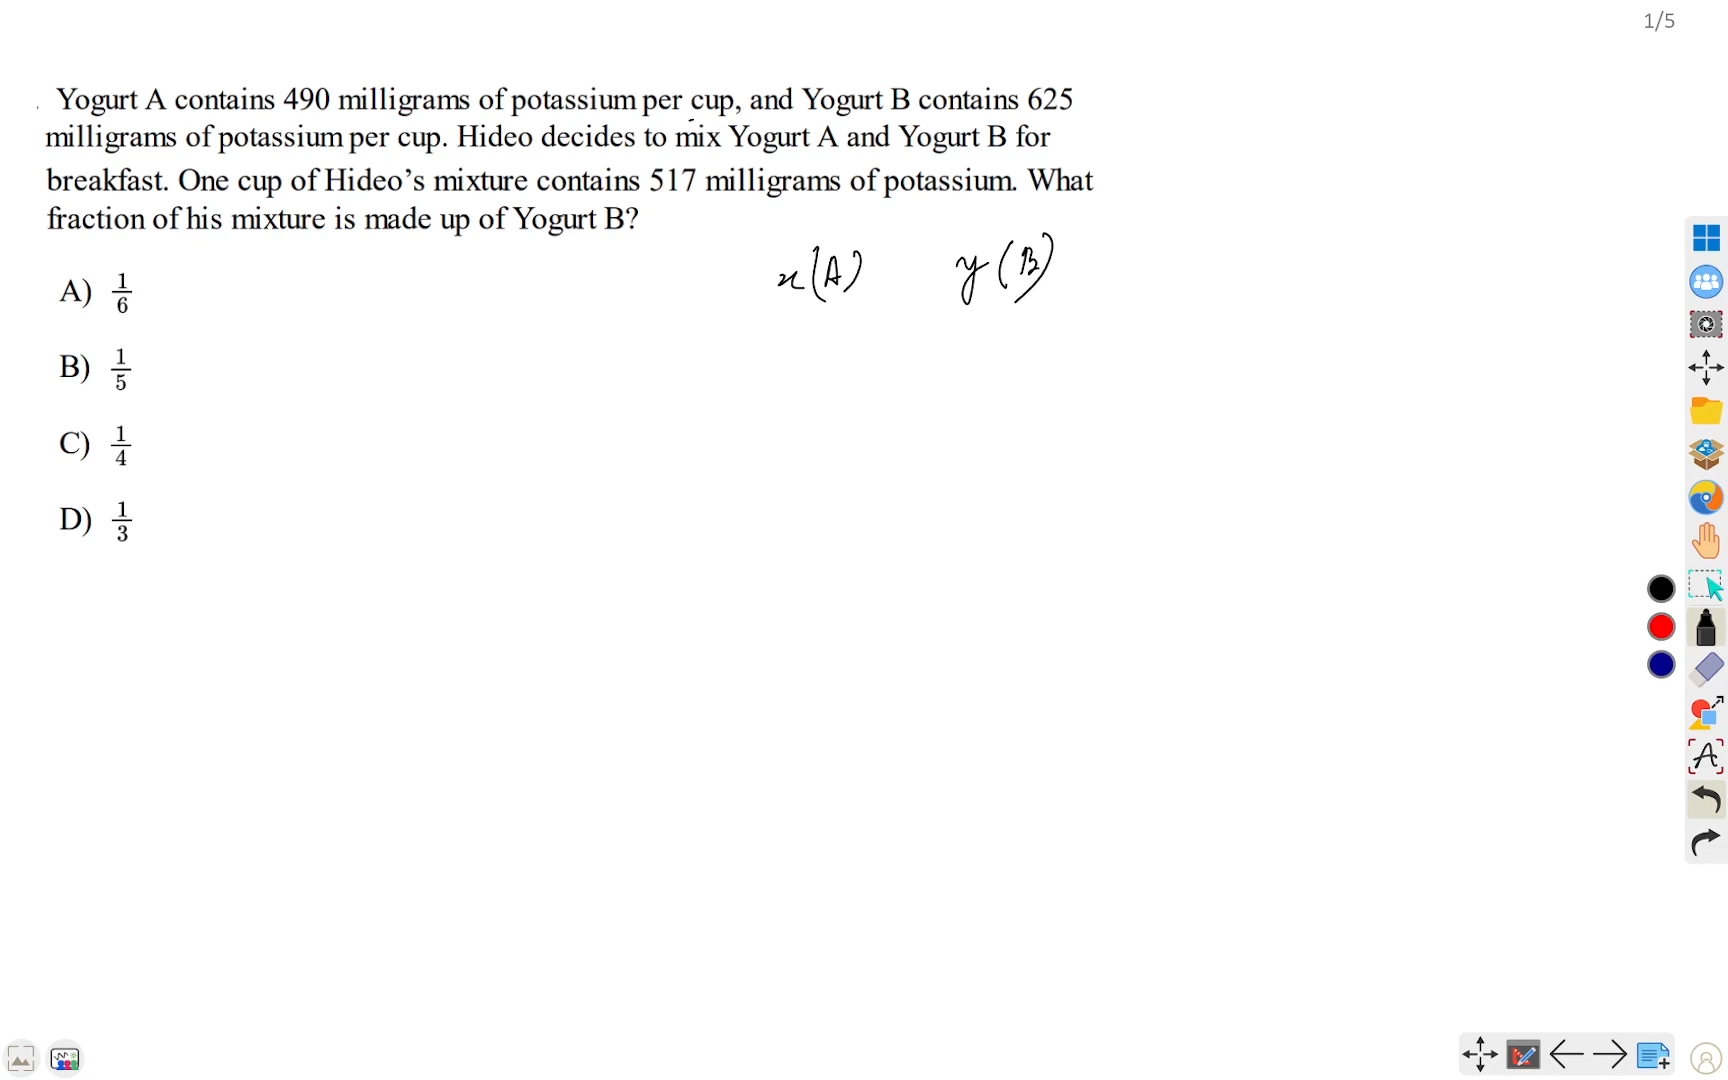 1/5
Yogurt A contains 490 milligrams of potassium per cup, and Yogurt B contains 625
milligrams of potassium per cup. Hideo decides to mix Yogurt A and Yogurt B for
breakfast. One cup of Hideo’s mixture contains 517 milligrams of potassium. What
fraction of his mixture is made up of Yogurt B?
x(A) y(B)
A) 1/6
B) 1/5
C) 1/4
D) 1/3